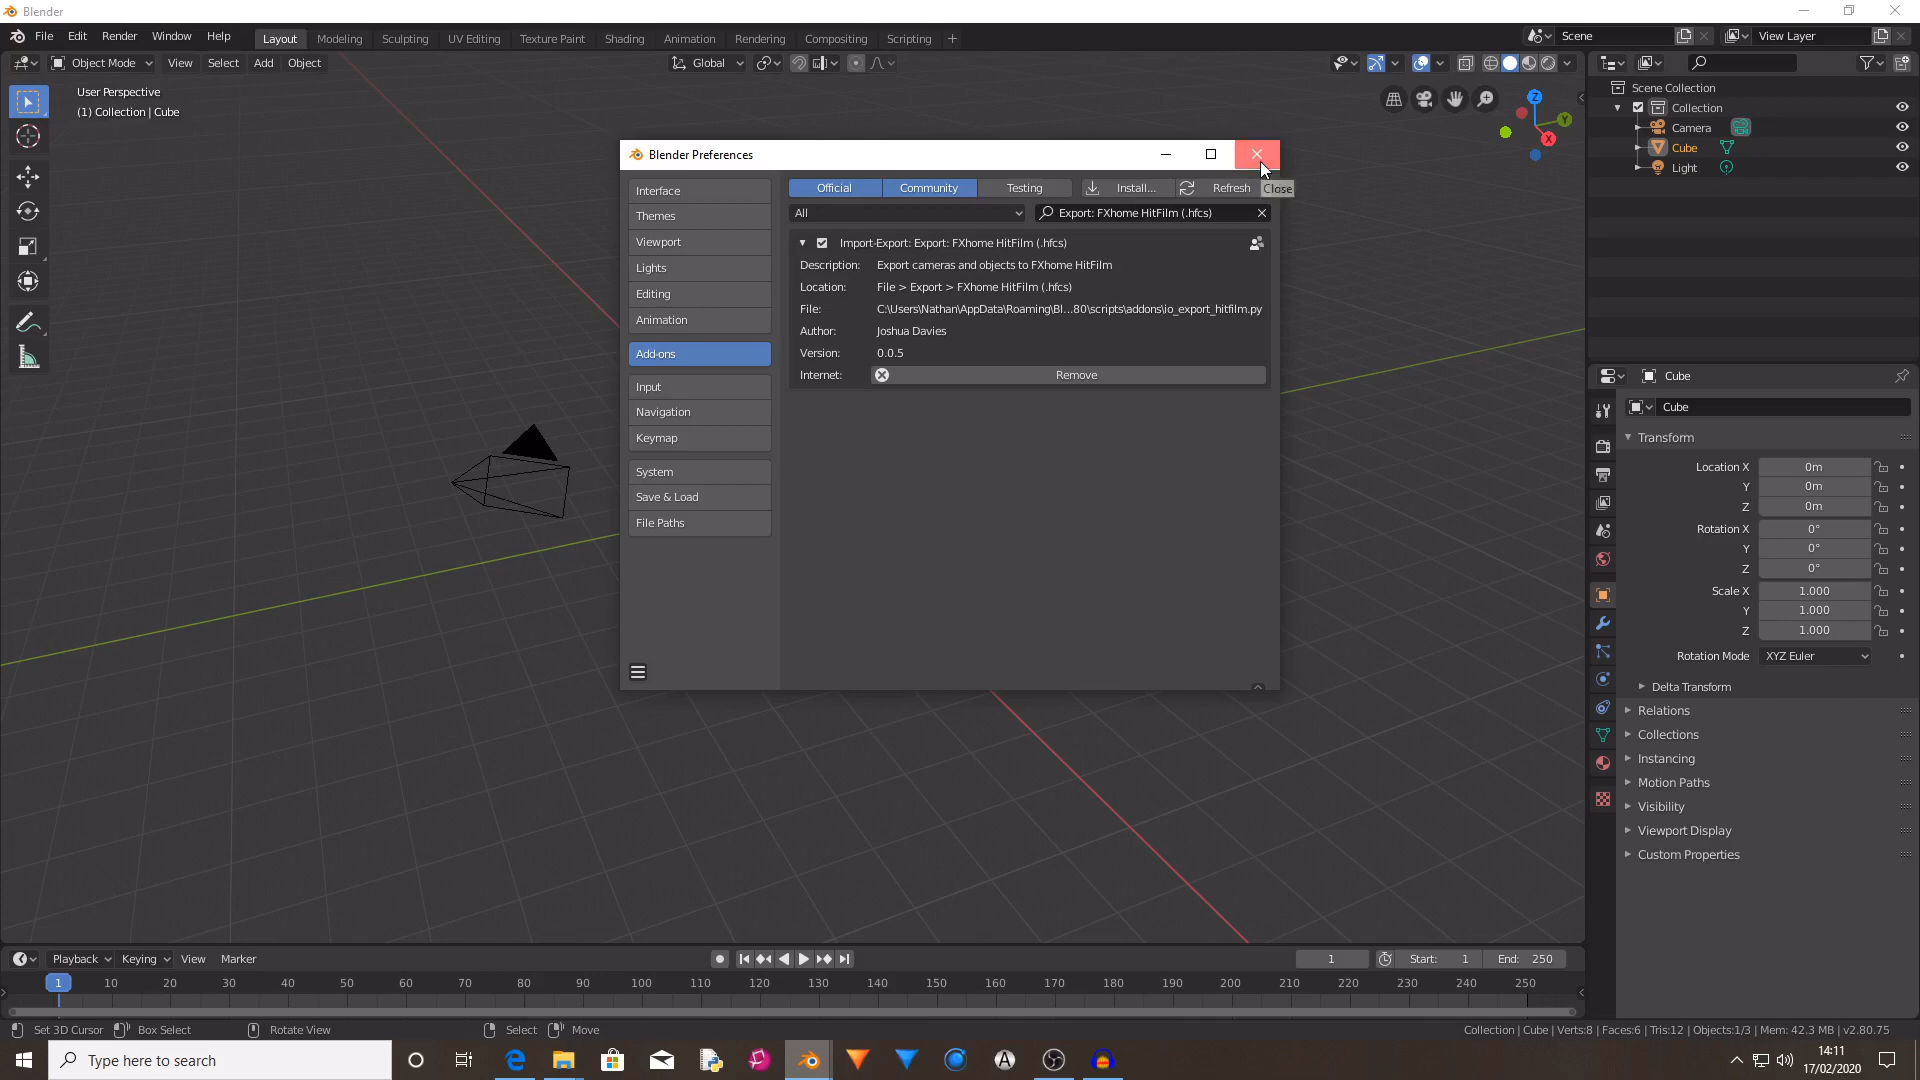 Blender
File Edit Render Window Help Layout Modeling Sculpting UV Editing Texture Paint Shading Animation Rendering Compositing Scripting + Scene View Layer
Object Mode View Select Add Object Global
User Perspective
(1) Collection | Cube
Z
Y
X
Scene Collection
Collection
Camera
Cube
Light
Blender Preferences
Interface
Themes
Viewport
Lights
Editing
Animation
Add-ons
Input
Navigation
Keymap
System
Save & Load
File Paths
Official Community Testing Install... Refresh Close
All Export: FXhome HitFilm (.hfcs)
Import-Export: Export: FXhome HitFilm (.hfcs)
Description: Export cameras and objects to FXhome HitFilm
Location: File > Export > FXhome HitFilm (.hfcs)
File: C:\Users\Nathan\AppData\Roaming\Bl...80\scripts\addons\io_export_hitfilm.py
Author: Joshua Davies
Version: 0.0.5
Internet: Remove
Cube
Cube
Transform
Location X 0m
Y 0m
Z 0m
Rotation X 0°
Y 0°
Z 0°
Scale X 1.000
Y 1.000
Z 1.000
Rotation Mode XYZ Euler
Delta Transform
Relations
Collections
Instancing
Motion Paths
Visibility
Viewport Display
Custom Properties
Playback Keying View Marker 1 Start: 1 End: 250
1 10 20 30 40 50 60 70 80 90 100 110 120 130 140 150 160 170 180 190 200 210 220 230 240 250
Set 3D Cursor Box Select Rotate View Select Move Collection | Cube | Verts:8 | Faces:6 | Tris:12 | Objects:1/3 | Mem: 42.3 MB | v2.80.75
Type here to search
14:11
17/02/2020